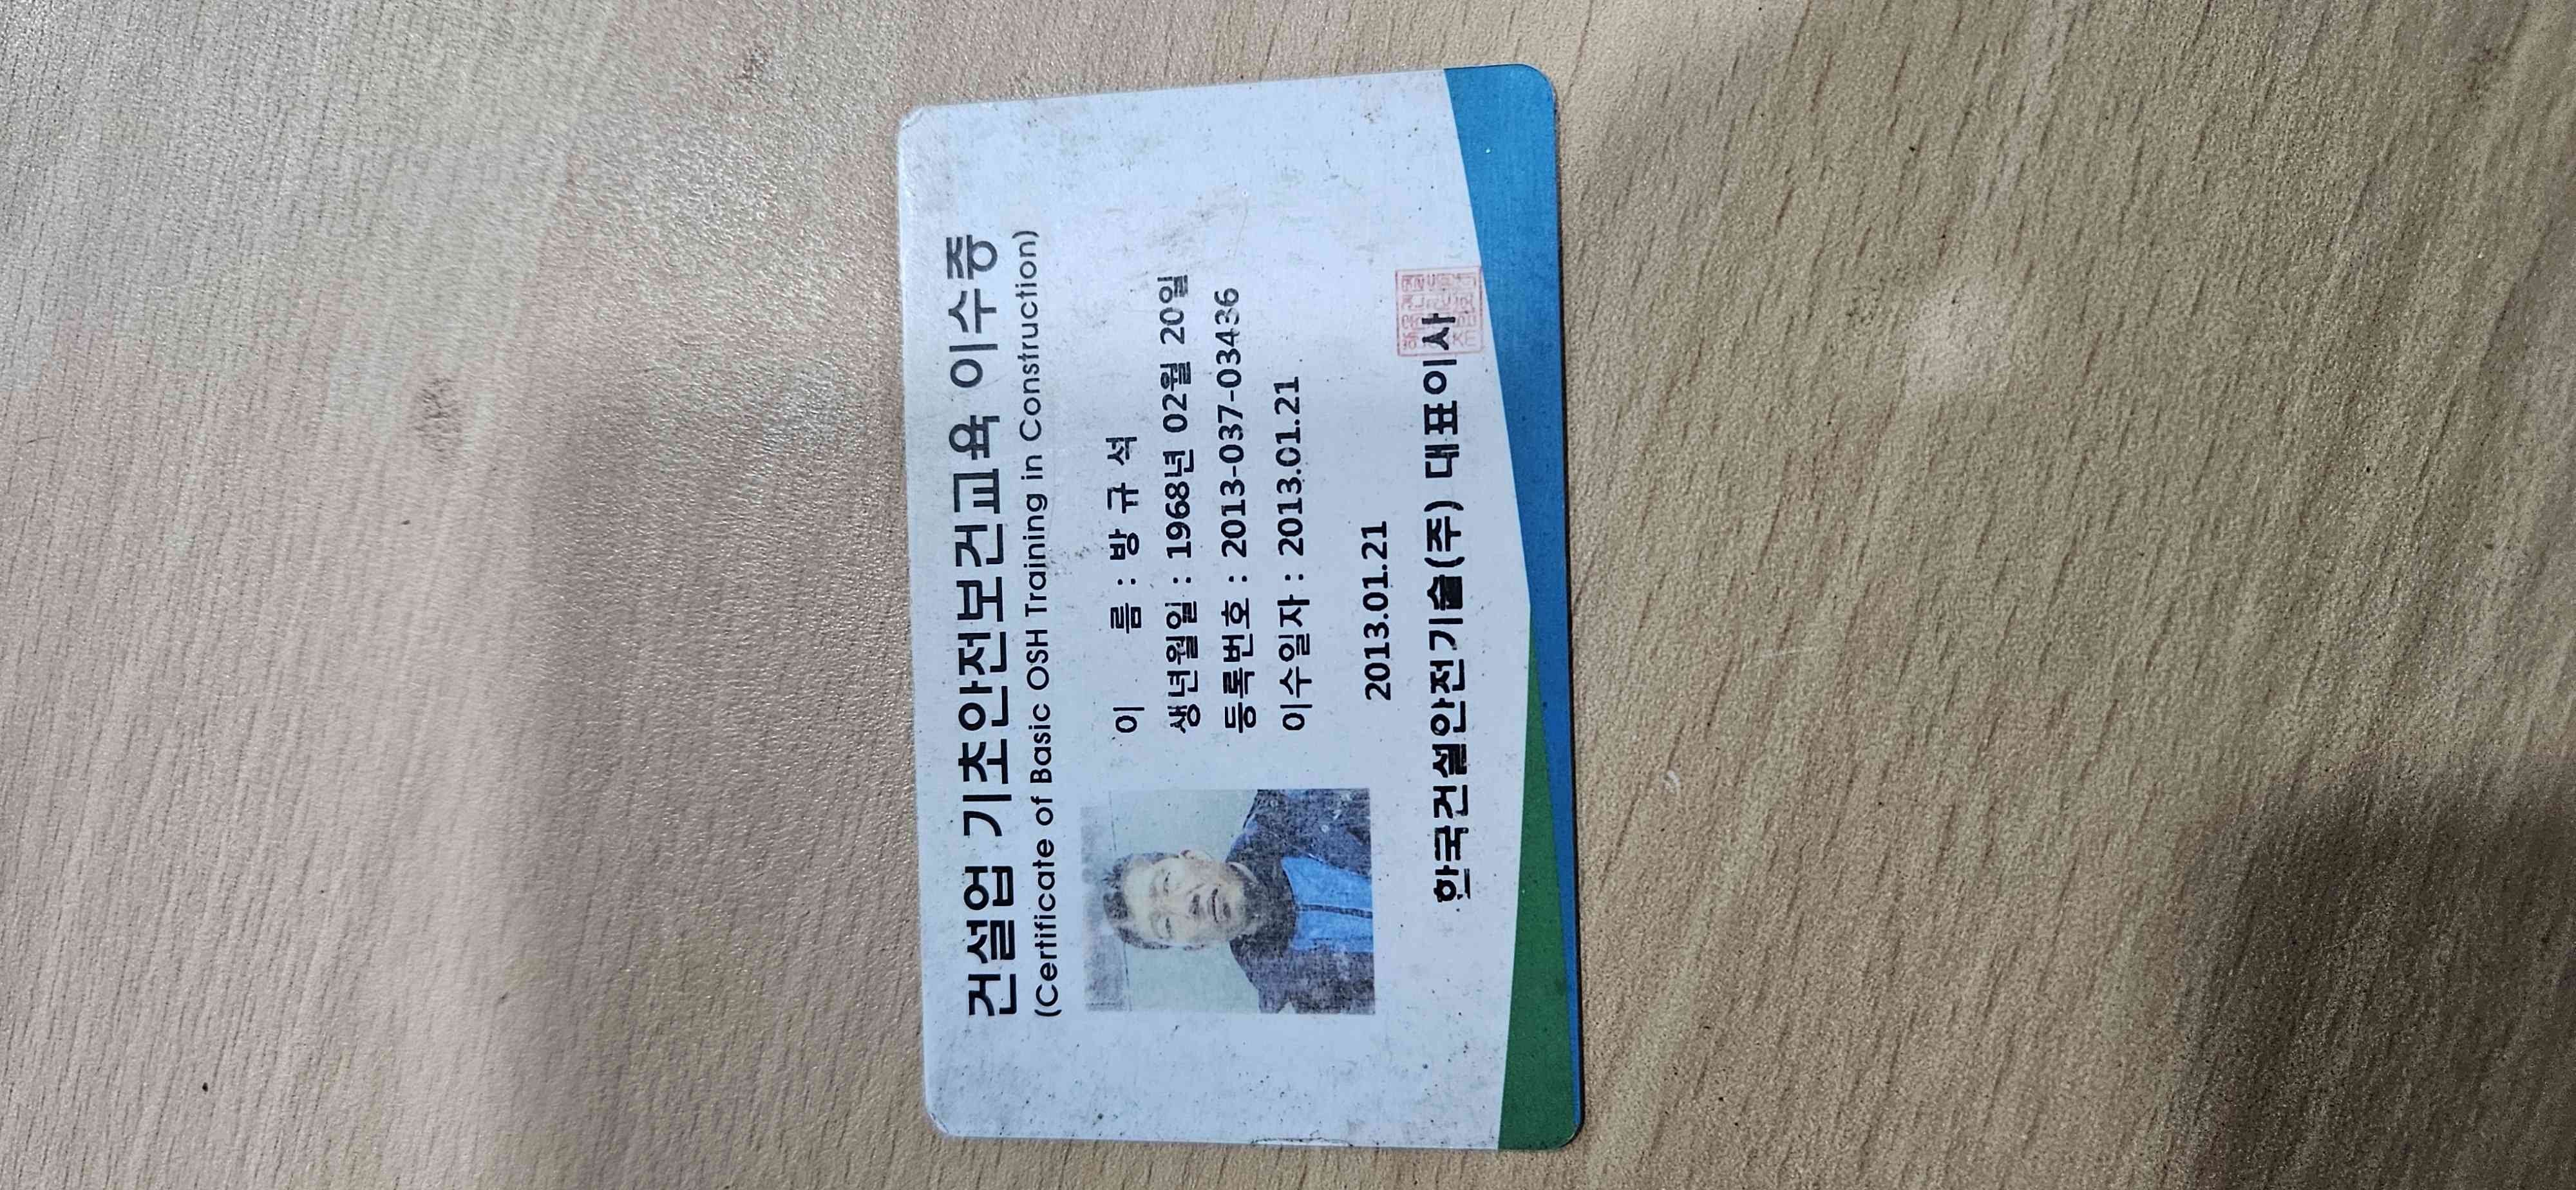 건설업 기초안전보건교육 이수증
(Certificate of Basic OSH Training in Construction)
이 름 : 방 규 석
생년월일 : 1968년 02월 20일
등록번호 : 2013-037-03436
이수일자 : 2013.01.21
2013.01.21
한국건설안전기술(주) 대표이사